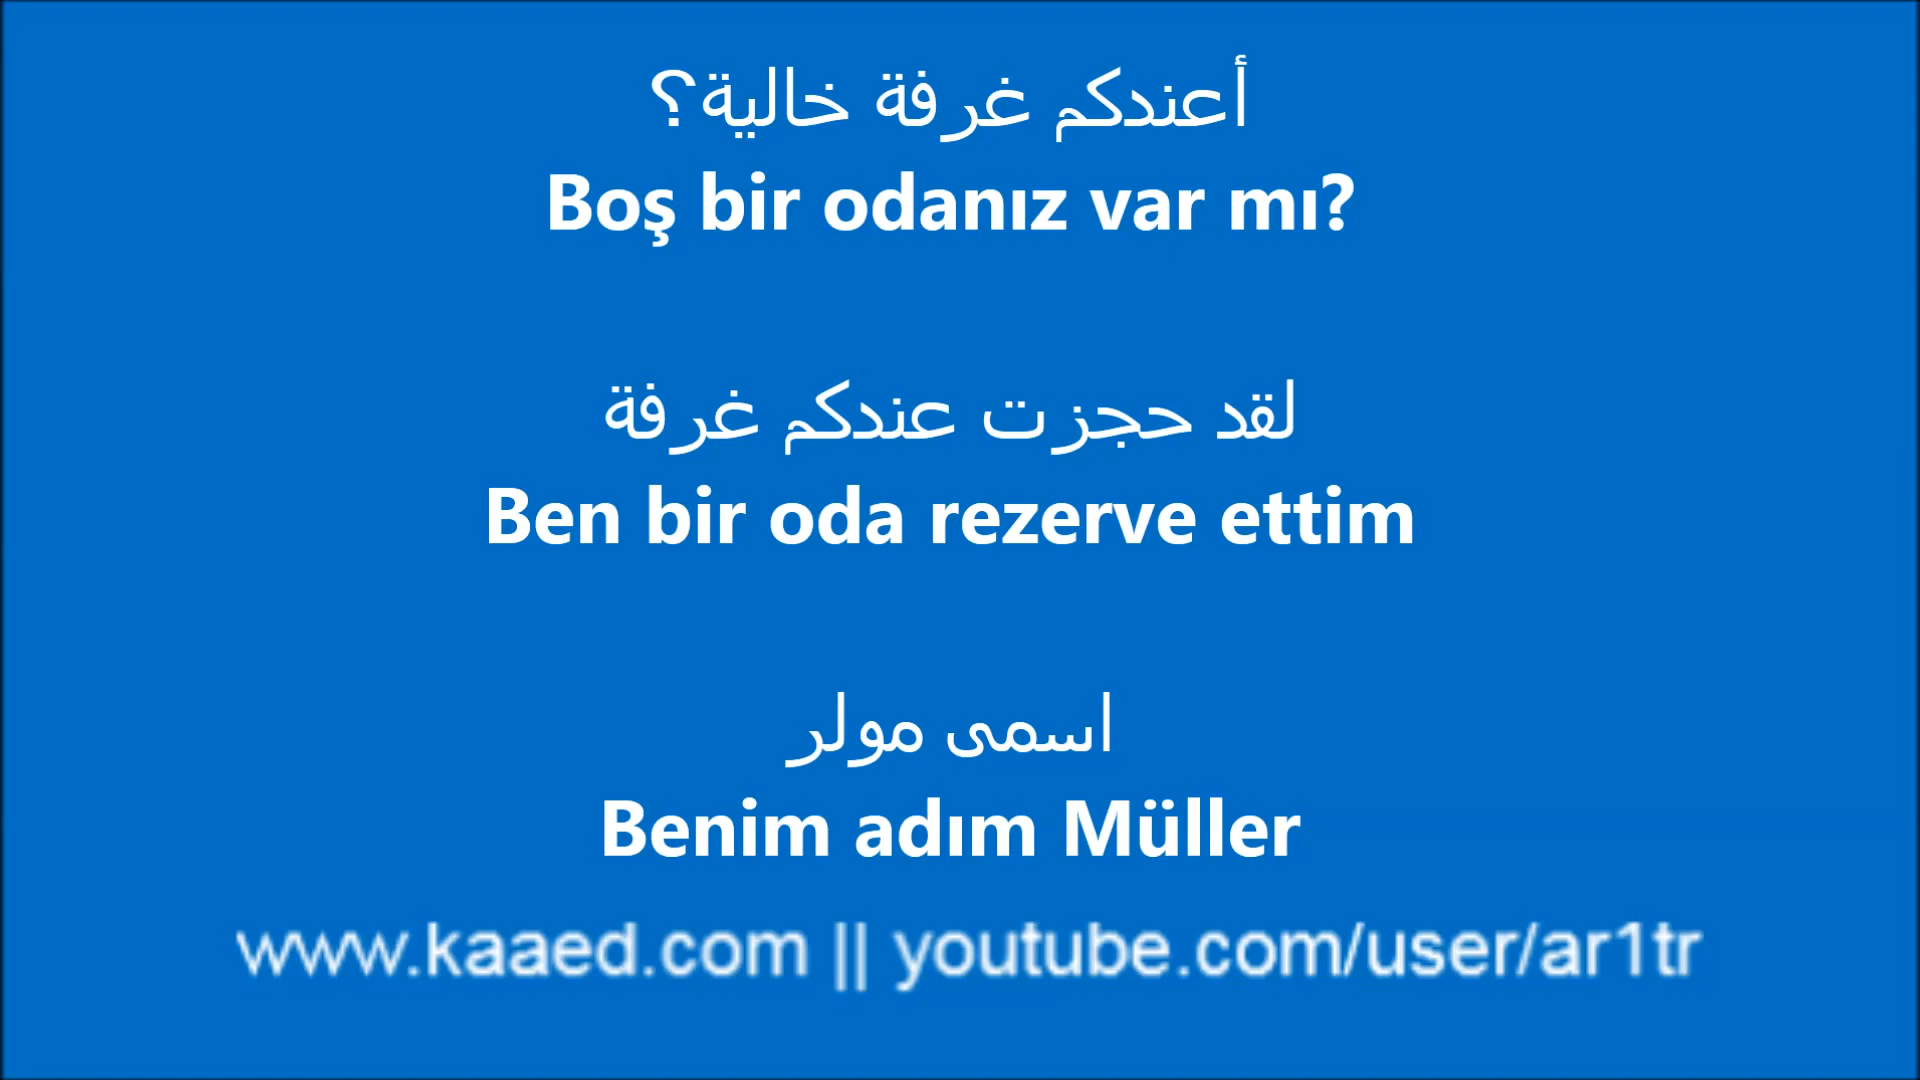 أعندكم غرفة خالية؟
Boş bir odanız var mı?
لقد حجزت عندكم غرفة
Ben bir oda rezerve ettim
اسمى مولر
Benim adım Müller
www.kaaed.com || youtube.com/user/ar1tr